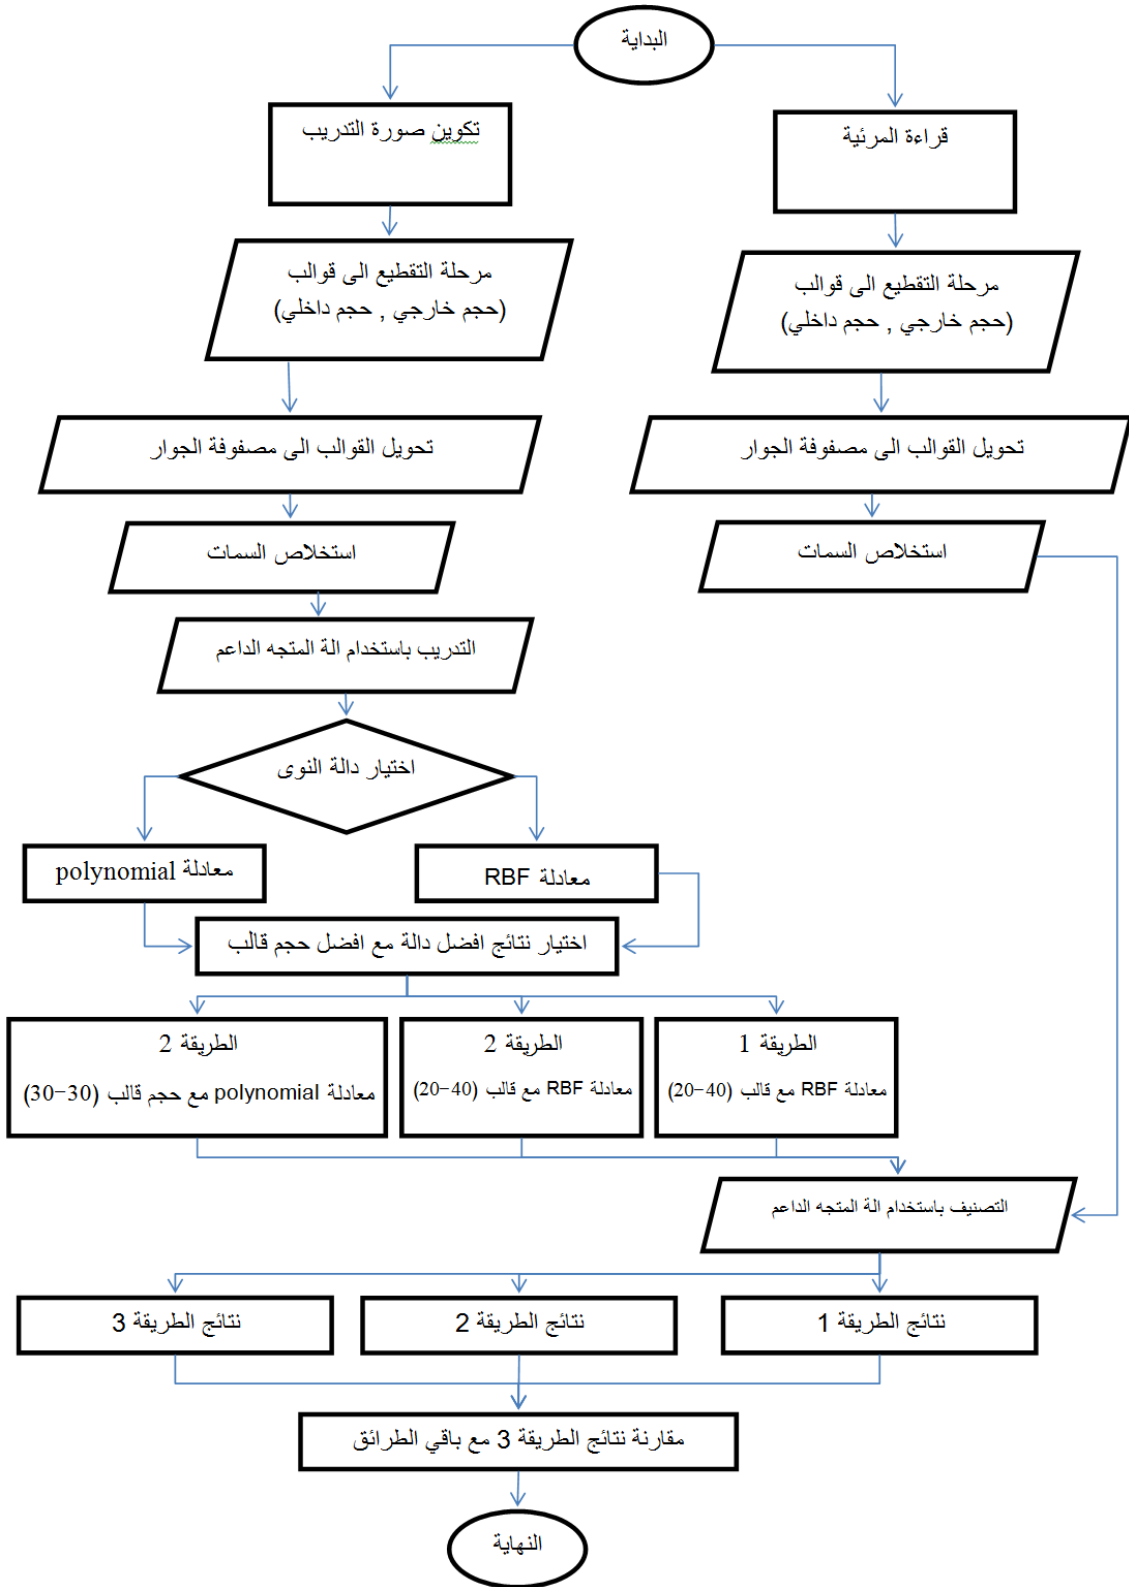 البداية
قراءة المرئية
تكوين صورة التدريب
مرحلة التقطيع الى قوالب
(حجم خارجي , حجم داخلي)
مرحلة التقطيع الى قوالب
(حجم خارجي , حجم داخلي)
تحويل القوالب الى مصفوفة الجوار
تحويل القوالب الى مصفوفة الجوار
استخلاص السمات
استخلاص السمات
التدريب باستخدام الة المتجه الداعم
اختيار دالة النوى
معادلة RBF
معادلة polynomial
اختيار نتائج افضل دالة مع افضل حجم قالب
الطريقة 1
معادلة RBF مع قالب (40-20)
الطريقة 2
معادلة RBF مع قالب (40-20)
الطريقة 2
معادلة polynomial مع حجم قالب (30-30)
التصنيف باستخدام الة المتجه الداعم
نتائج الطريقة 1
نتائج الطريقة 2
نتائج الطريقة 3
مقارنة نتائج الطريقة 3 مع باقي الطرائق
النهاية